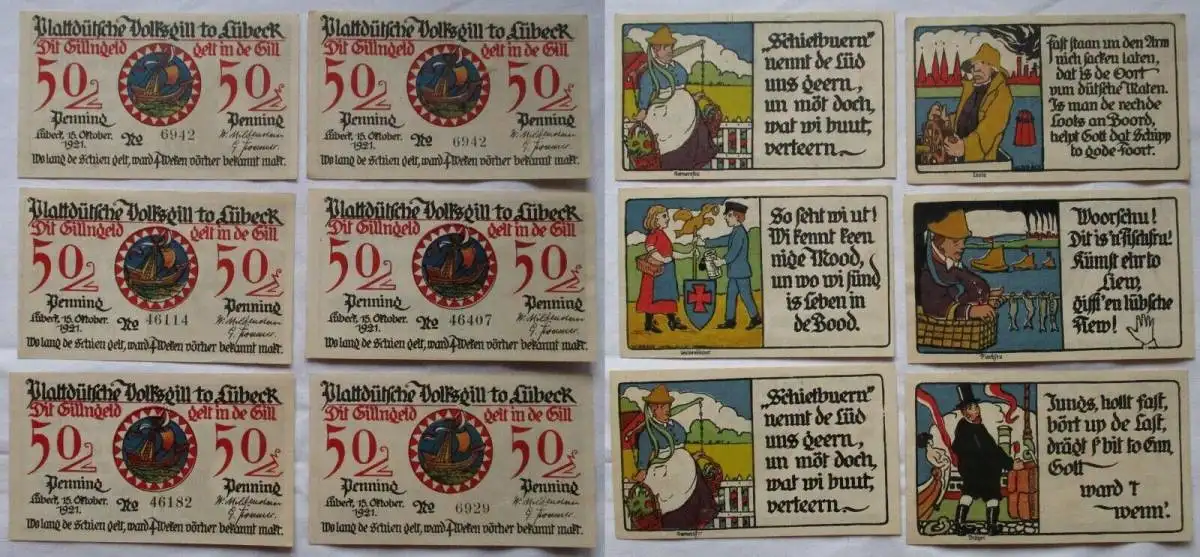 Plattdütsche Volksgill to Lübeck
Dit Gillngeld gelt in de Gill
50 50
Penning Penning
Lübeck, 15. Oktober. 1921. No 6942
Wo lang de Schien gelt, ward 4 Weken vörher bekannt makt.
Plattdütsche Volksgill to Lübeck
Dit Gillngeld gelt in de Gill
50 50
Penning Penning
Lübeck, 15. Oktober. 1921. No 6942
Wo lang de Schien gelt, ward 4 Weken vörher bekannt makt.
Plattdütsche Volksgill to Lübeck
Dit Gillngeld gelt in de Gill
50 50
Penning Penning
Lübeck, 15. Oktober. 1921. No 46114
Wo lang de Schien gelt, ward 4 Weken vörher bekannt makt.
Plattdütsche Volksgill to Lübeck
Dit Gillngeld gelt in de Gill
50 50
Penning Penning
Lübeck, 15. Oktober. 1921. No 46407
Wo lang de Schien gelt, ward 4 Weken vörher bekannt makt.
Plattdütsche Volksgill to Lübeck
Dit Gillngeld gelt in de Gill
50 50
Penning Penning
Lübeck, 15. Oktober. 1921. No 46182
Wo lang de Schien gelt, ward 4 Weken vörher bekannt makt.
Plattdütsche Volksgill to Lübeck
Dit Gillngeld gelt in de Gill
50 50
Penning Penning
Lübeck, 15. Oktober. 1921. No 6929
Wo lang de Schien gelt, ward 4 Weken vörher bekannt makt.
„Schietbuern"
nennt de Lüd
uns geern,
un möt doch,
wat wi buut,
verteern.
Fast staan un den Arm
nich sacken laten,
dat is de Oort
vun dütsche Maten.
Is man de rechde
Loots an Boord,
helpt Gott dat Schipp
to gode Foort.
Loots
So seht wi ut!
Wi kennt keen
nige Mood,
un wo wi sünd
is Leben in
de Bood.
Woorschu!
Dit is 'n Fischfru!
Kümst ehr to
Liew,
gifft 'en lübsche
Fiew!
Fischfru
„Schietbuern"
nennt de Lüd
uns geern,
un möt doch,
wat wi buut,
verteern.
Jungs, hollt fast,
bört up de Last,
drägt s' bit to Enn,
Gott
ward 't
wenn'.
Dräger